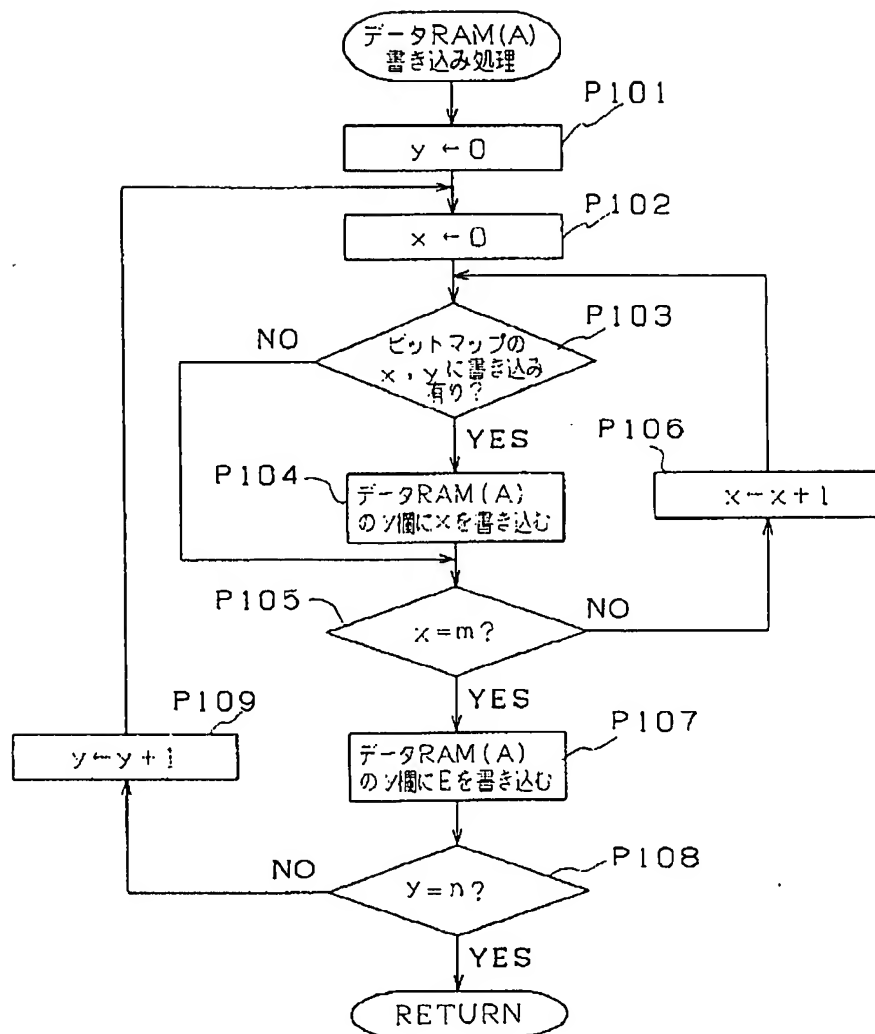 データRAM(A)
書き込み処理
P101
y←0
P102
x←0
P103
NO
ビットマップの
x,yに書き込み
有り?
YES
P106
P104
データRAM(A)
のy欄にxを書き込む
x←x+1
P105
x=m?
NO
YES
P109
P107
y←y+1
データRAM(A)
のy欄にEを書き込む
P108
NO
y=n?
YES
RETURN